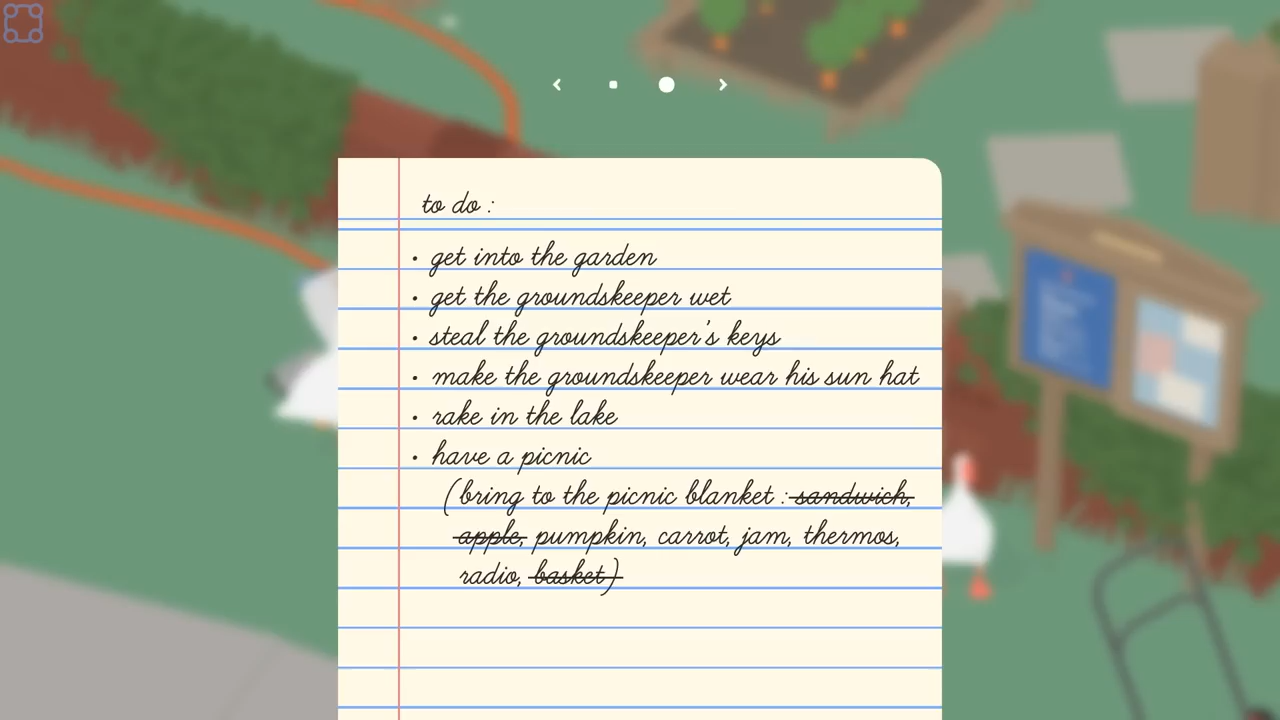 to do :
• get into the garden
• get the groundskeeper wet
• steal the groundskeeper's keys
• make the groundskeeper wear his sun hat
• rake in the lake
• have a picnic
(bring to the picnic blanket : sandwich,
apple, pumpkin, carrot, jam, thermos,
radio, basket)